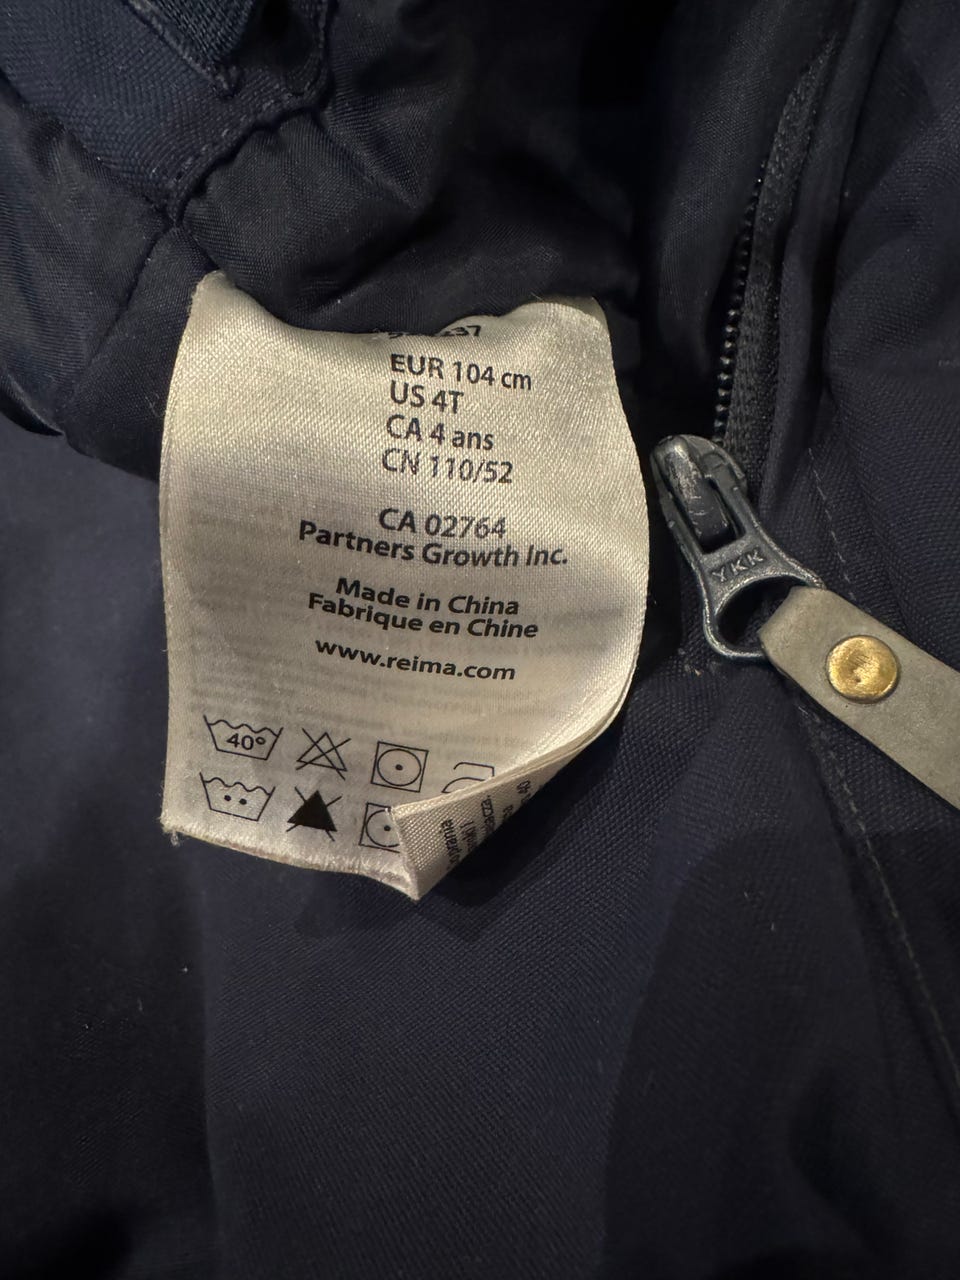 EUR 104 cm
US 4T
CA 4 ans
CN 110/52
CA 02764
Partners Growth Inc.
Made in China
Fabrique en Chine
www.reima.com
40°
YKK